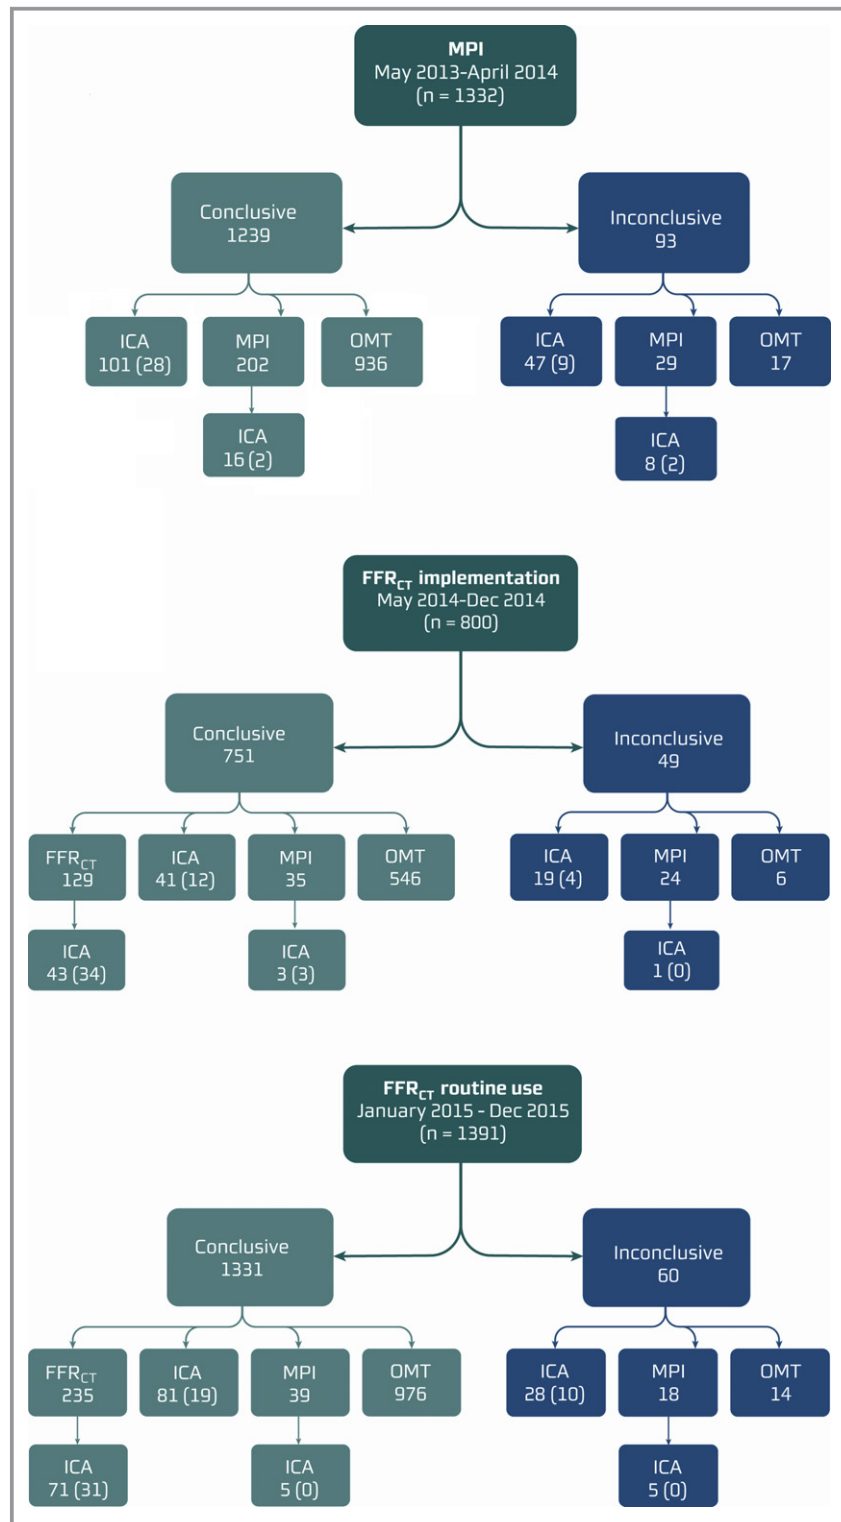 MPI
May 2013-April 2014
(n = 1332)
Conclusive
1239
Inconclusive
93
ICA
101 (28)
MPI
202
OMT
936
ICA
47 (9)
MPI
29
OMT
17
ICA
16 (2)
ICA
8 (2)
FFRCT implementation
May 2014-Dec 2014
(n = 800)
Conclusive
751
Inconclusive
49
FFRCT
129
ICA
41 (12)
MPI
35
OMT
546
ICA
19 (4)
MPI
24
OMT
6
ICA
43 (34)
ICA
3 (3)
ICA
1 (0)
FFRCT routine use
January 2015 - Dec 2015
(n = 1391)
Conclusive
1331
Inconclusive
60
FFRCT
235
ICA
81 (19)
MPI
39
OMT
976
ICA
28 (10)
MPI
18
OMT
14
ICA
71 (31)
ICA
5 (0)
ICA
5 (0)